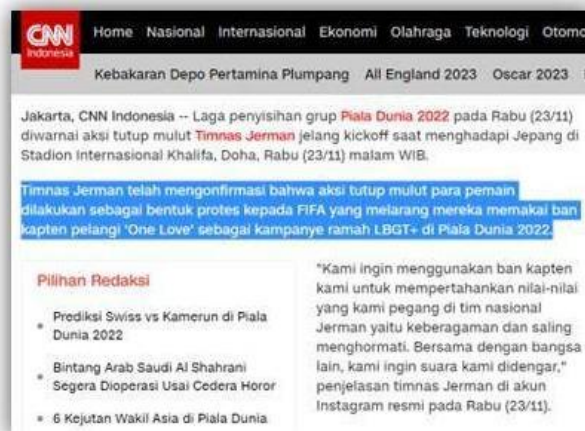 CNN
Indonesia
Home Nasional Internasional Ekonomi Olahraga Teknologi Otomo
Kebakaran Depo Pertamina Plumpang All England 2023 Oscar 2023
Jakarta, CNN Indonesia -- Laga penyisihan grup Piala Dunia 2022 pada Rabu (23/11)
diwarnai aksi tutup mulut Timnas Jerman jelang kickoff saat menghadapi Jepang di
Stadion Internasional Khalifa, Doha, Rabu (23/11) malam WIB.
Timnas Jerman telah mengonfirmasi bahwa aksi tutup mulut para pemain
dilakukan sebagai bentuk protes kepada FIFA yang melarang mereka memakai ban
kapten pelangi 'One Love' sebagai kampanye ramah LBGT+ di Piala Dunia 2022.
Pilihan Redaksi
Prediksi Swiss vs Kamerun di Piala
Dunia 2022
Bintang Arab Saudi Al Shahrani
Segera Dioperasi Usai Cedera Horor
6 Kejutan Wakil Asia di Piala Dunia
"Kami ingin menggunakan ban kapten
kami untuk mempertahankan nilai-nilai
yang kami pegang di tim nasional
Jerman yaitu keberagaman dan saling
menghormati. Bersama dengan bangsa
lain, kami ingin suara kami didengar,"
penjelasan timnas Jerman di akun
Instagram resmi pada Rabu (23/11).